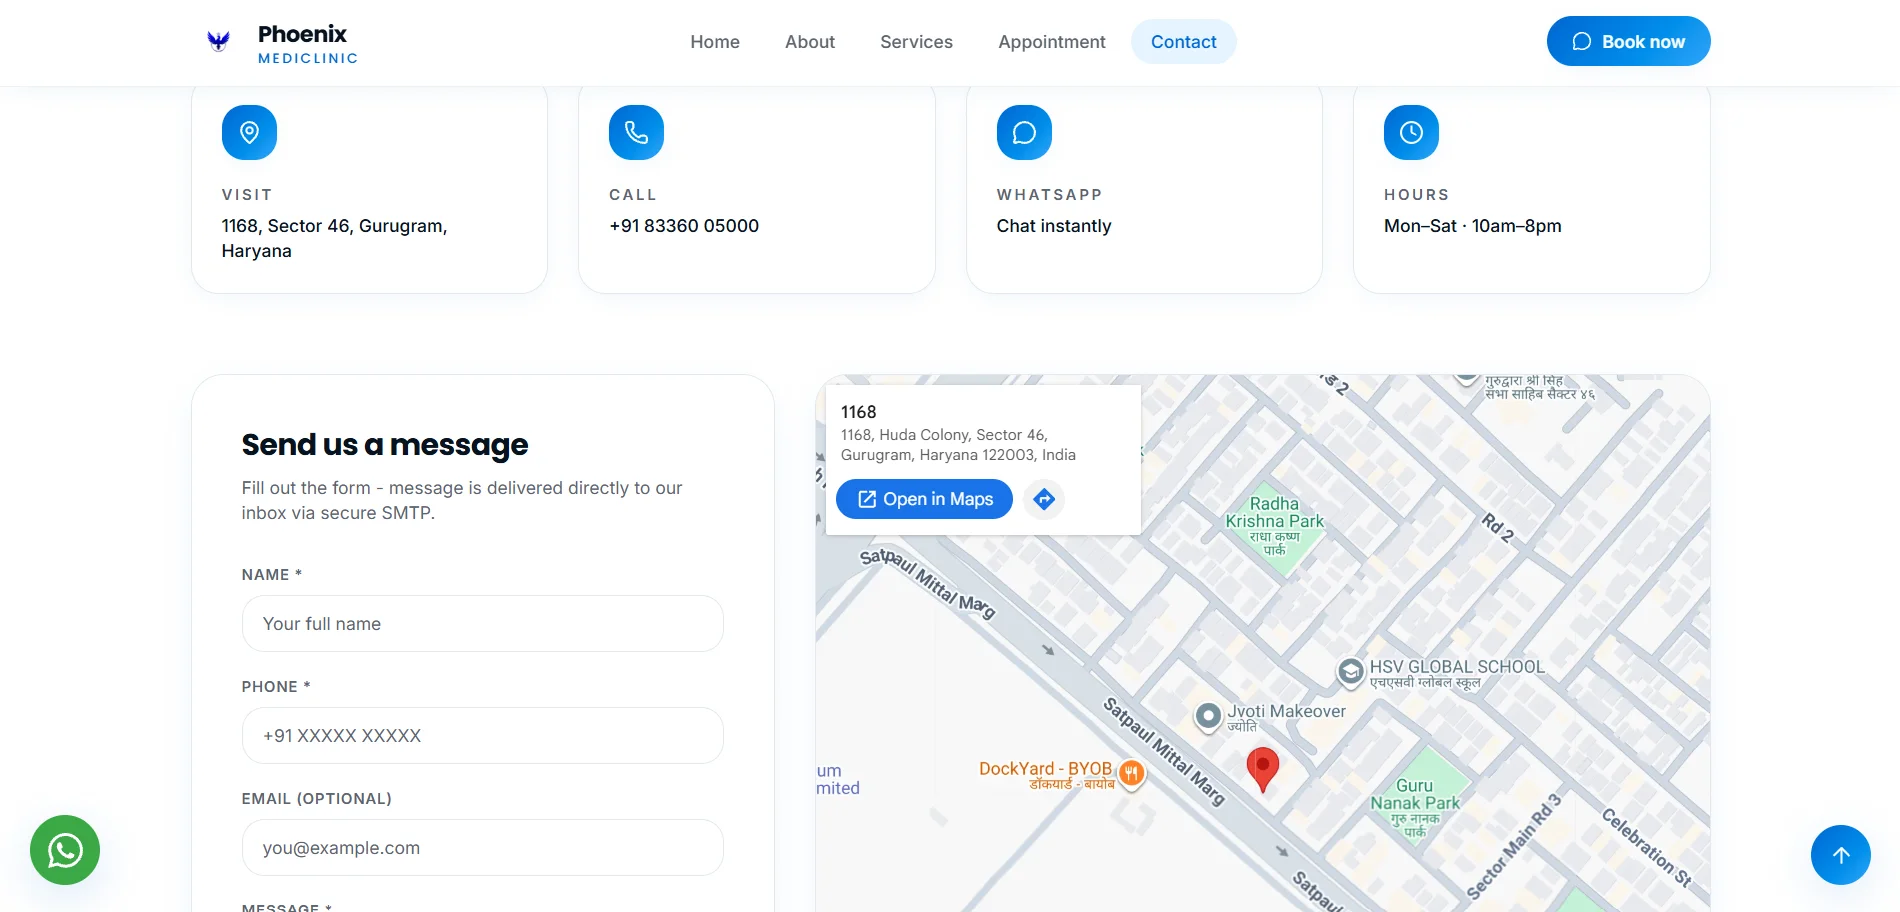 Phoenix
MEDICLINIC
Home
About
Services
Appointment
Contact
Book now
VISIT
1168, Sector 46, Gurugram,
Haryana
CALL
+91 83360 05000
WHATSAPP
Chat instantly
HOURS
Mon–Sat · 10am–8pm
Send us a message
Fill out the form - message is delivered directly to our
inbox via secure SMTP.
NAME *
Your full name
PHONE *
+91 XXXXX XXXXX
EMAIL (OPTIONAL)
you@example.com
MESSAGE *
1168
1168, Huda Colony, Sector 46,
Gurugram, Haryana 122003, India
Open in Maps
गुरुद्वारा श्री सिंह
सभा साहिब सैक्टर ४६
Radha
Krishna Park
राधा कृष्ण
पार्क
Rd 2
Satpaul Mittal Marg
HSV GLOBAL SCHOOL
एचएसवी ग्लोबल स्कूल
Jyoti Makeover
ज्योति
Satpaul Mittal Marg
DockYard - BYOB
डॉकयार्ड - बायोब
um
mited
Guru
Nanak Park
गुरु नानक
पार्क
Sector Main Rd 3
Celebration St
Satpaul